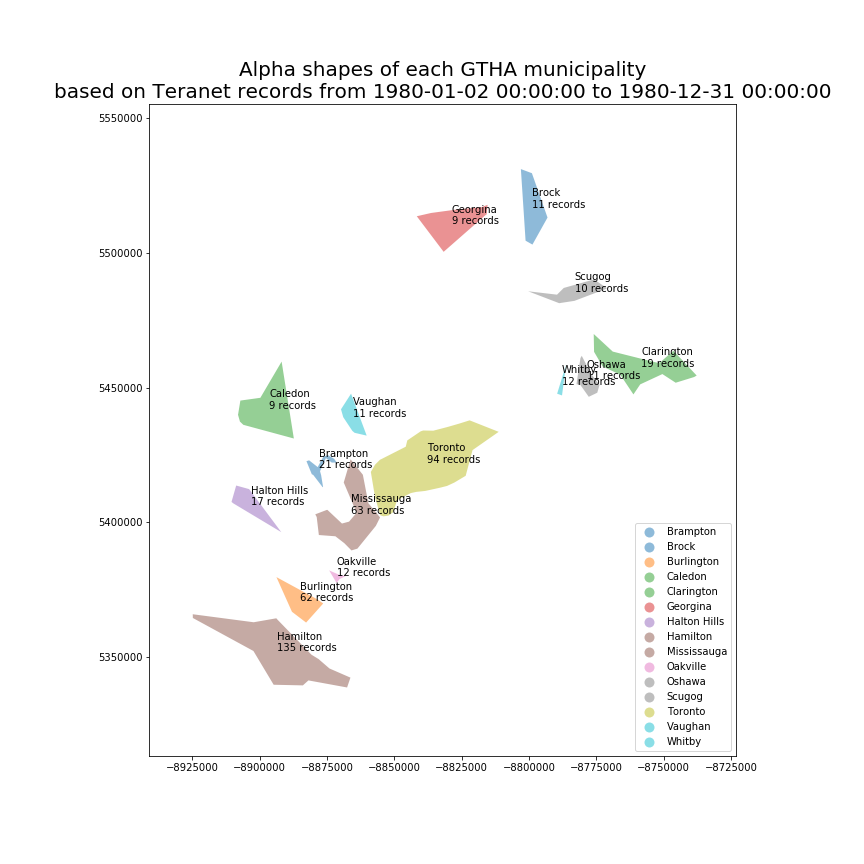 Alpha shapes of each GTHA municipality
based on Teranet records from 1980-01-02 00:00:00 to 1980-12-31 00:00:00
5550000
5500000
5450000
5400000
5350000
Brock
11 records
Georgina
9 records
Scugog
10 records
Clarington
19 records
Oshawa
11 records
Whitby
12 records
Caledon
9 records
Vaughan
11 records
Toronto
94 records
Brampton
21 records
Halton Hills
17 records
Mississauga
63 records
Oakville
12 records
Burlington
62 records
Hamilton
135 records
Brampton
Brock
Burlington
Caledon
Clarington
Georgina
Halton Hills
Hamilton
Mississauga
Oakville
Oshawa
Scugog
Toronto
Vaughan
Whitby
−8925000 −8900000 −8875000 −8850000 −8825000 −8800000 −8775000 −8750000 −8725000